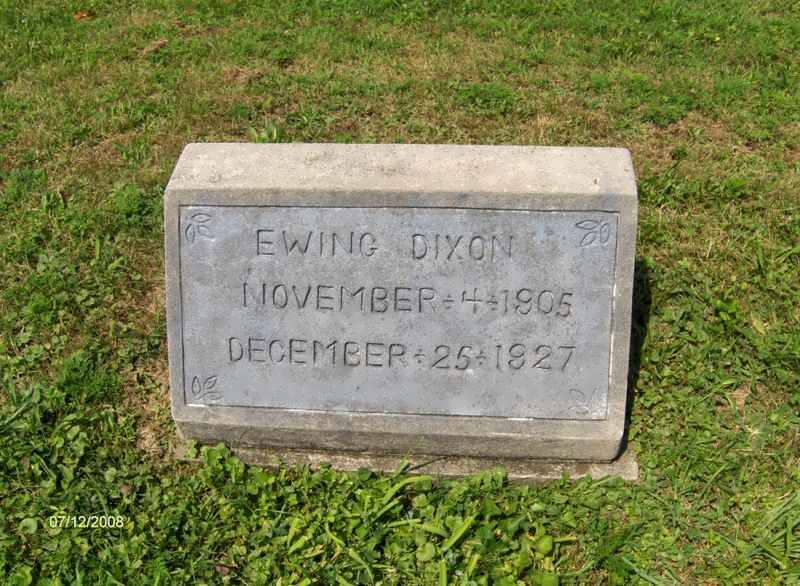 EWING DIXON
NOVEMBER÷4÷1905
DECEMBER÷25÷1927
07/12/2008